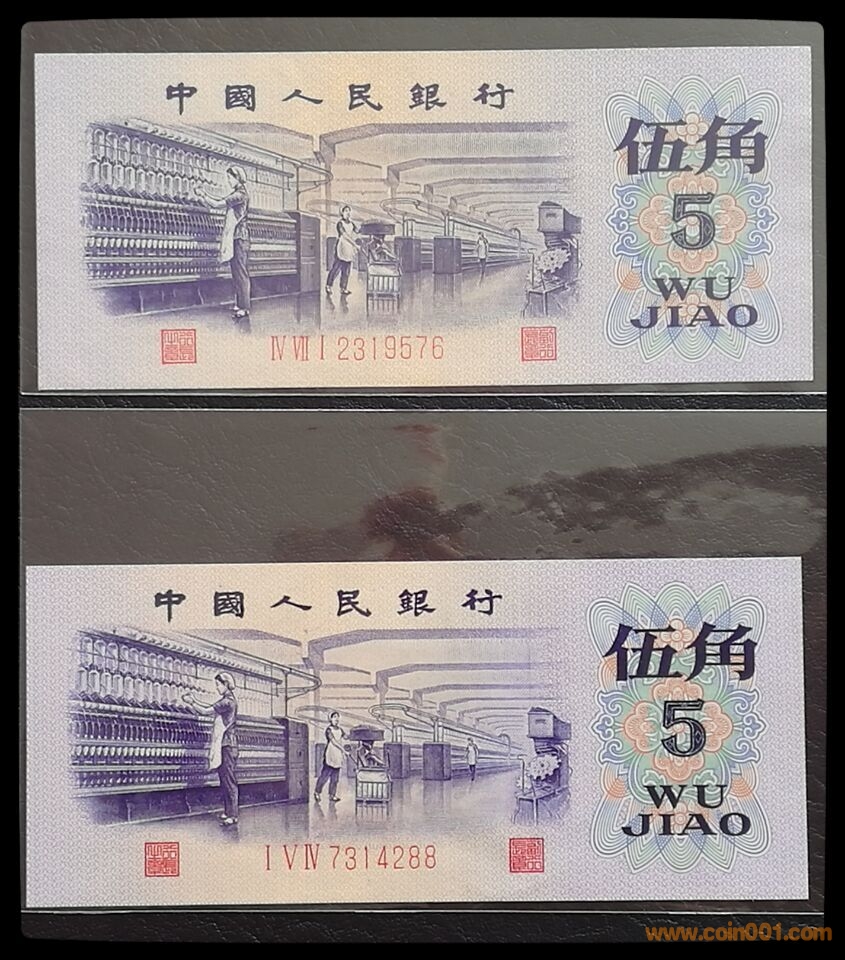 中國人民銀行
伍角
5
WU
JIAO
IV VII I 2319576
中國人民銀行
伍角
5
WU
JIAO
I V IV 7314288
www.coin001.com